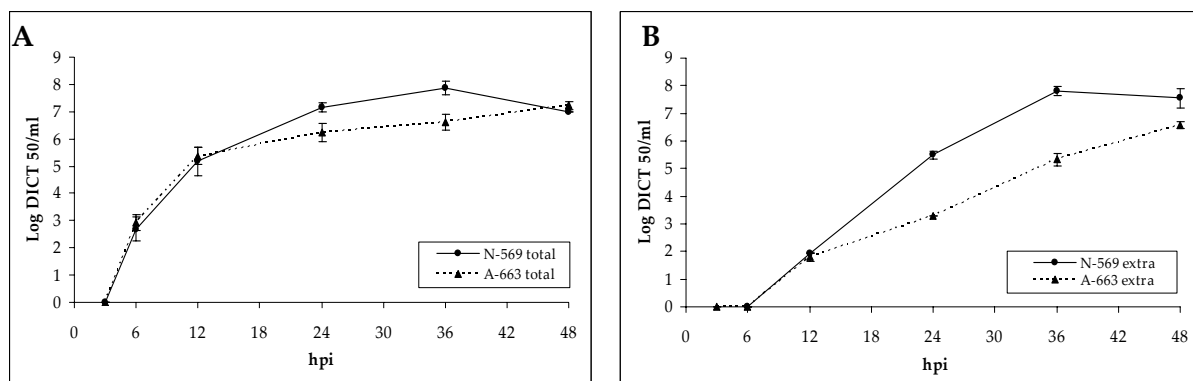 A
Log DICT 50/ml
9
8
7
6
5
4
3
2
1
0
N-569 total
A-663 total
0 6 12 18 24 30 36 42 48
hpi
B
Log DICT 50/ml
9
8
7
6
5
4
3
2
1
0
N-569 extra
A-663 extra
0 6 12 18 24 30 36 42 48
hpi